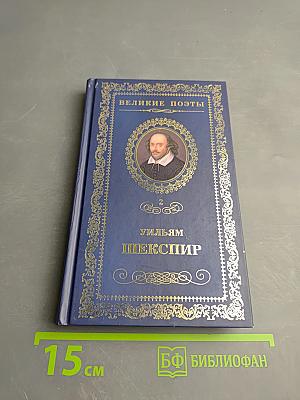 ВЕЛИКИЕ ПОЭТЫ
2
УИЛЬЯМ
ШЕКСПИР
15 см
БФ БИБЛИОФАН